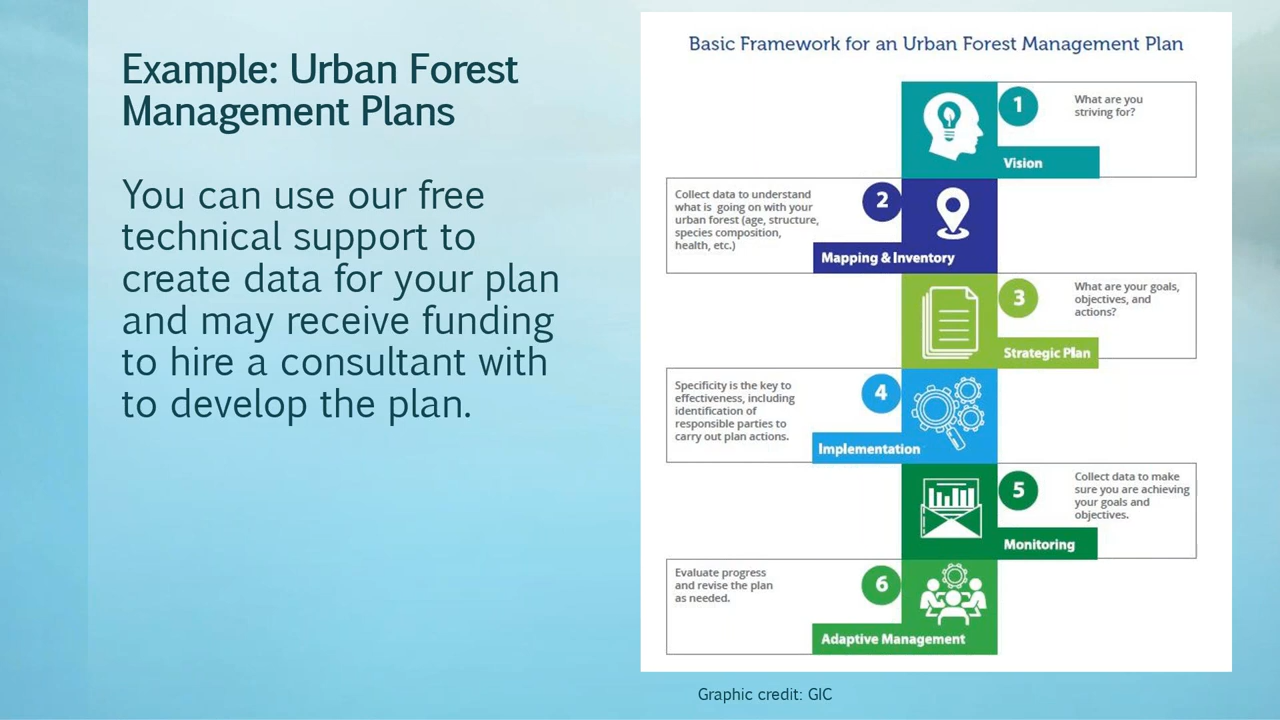 Example: Urban Forest
Management Plans
You can use our free
technical support to
create data for your plan
and may receive funding
to hire a consultant with
to develop the plan.
Basic Framework for an Urban Forest Management Plan
1
What are you
striving for?
Vision
Collect data to understand
what is going on with your
urban forest (age, structure,
species composition,
health, etc.)
2
Mapping & Inventory
3
What are your goals,
objectives, and
actions?
Strategic Plan
Specificity is the key to
effectiveness, including
identification of
responsible parties to
carry out plan actions.
4
Implementation
5
Collect data to make
sure you are achieving
your goals and
objectives.
Monitoring
Evaluate progress
and revise the plan
as needed.
6
Adaptive Management
Graphic credit: GIC